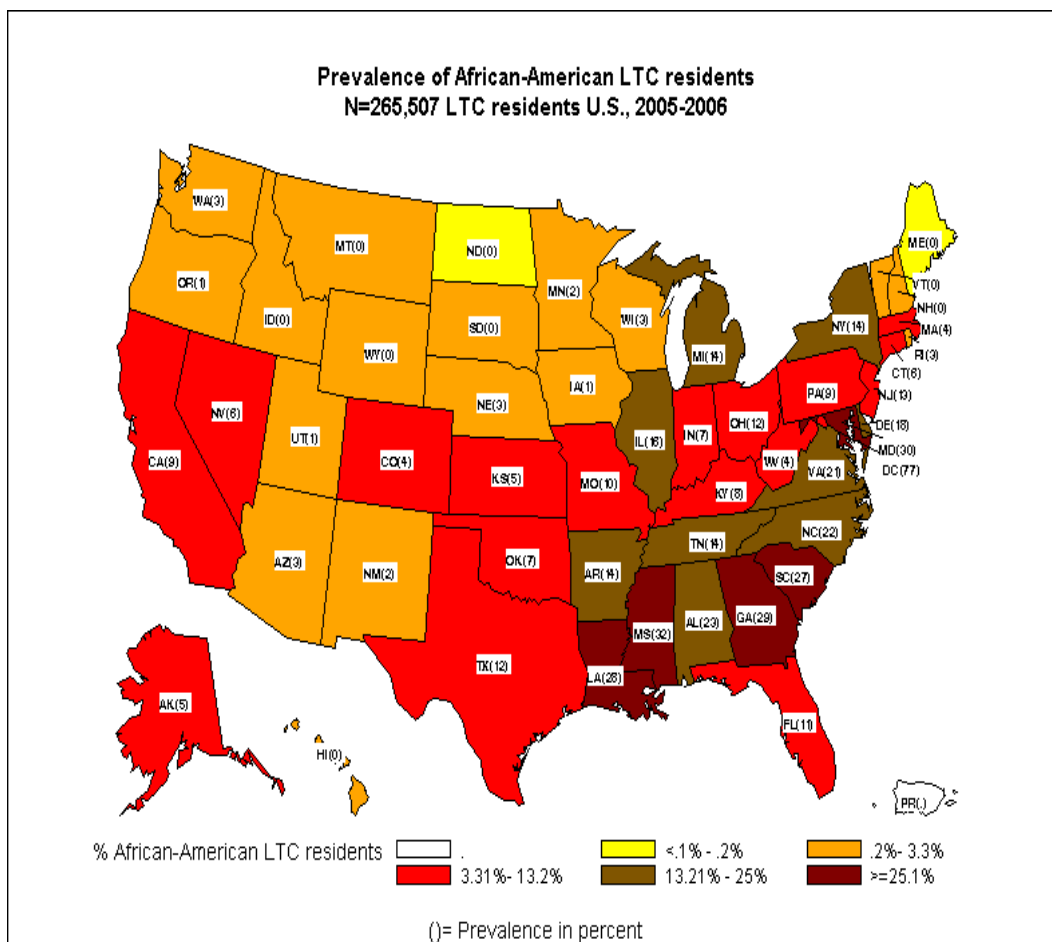 Prevalence of African-American LTC residents
N=265,507 LTC residents U.S., 2005-2006
WA(3)
MT(0)
ND(0)
ME(0)
OR(1)
MN(2)
VT(0)
ID(0)
SD(0)
WI(3)
NH(0)
NY(14)
MA(4)
WY(0)
MI(14)
RI(3)
CT(6)
IA(1)
PA(9)
NJ(13)
NE(3)
NV(6)
OH(12)
IN(7)
IL(16)
DE(18)
UT(1)
MD(30)
CA(9)
CO(4)
WV(4)
VA(21)
DC(77)
KS(5)
MO(10)
KY(8)
NC(22)
TN(14)
AZ(3)
NM(2)
OK(7)
AR(14)
SC(27)
MS(32)
AL(23)
GA(29)
TX(12)
LA(28)
AK(5)
FL(11)
HI(0)
PR(.)
% African-American LTC residents . <.1% - .2% .2%- 3.3%
3.31%- 13.2% 13.21% - 25% >=25.1%
()= Prevalence in percent